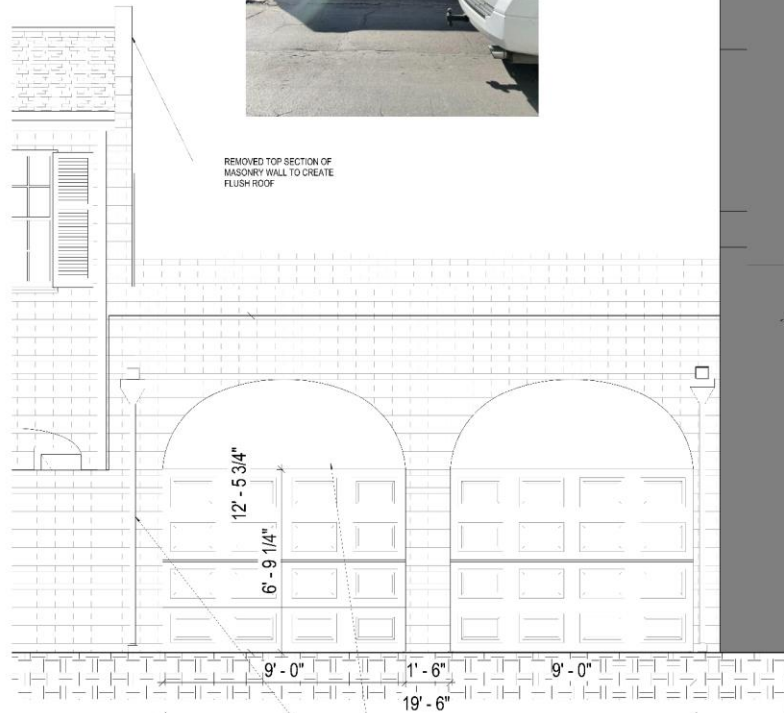 REMOVED TOP SECTION OF
MASONRY WALL TO CREATE
FLUSH ROOF
12' - 5 3/4"
6' - 9 1/4"
9' - 0"
1' - 6"
9' - 0"
19' - 6"